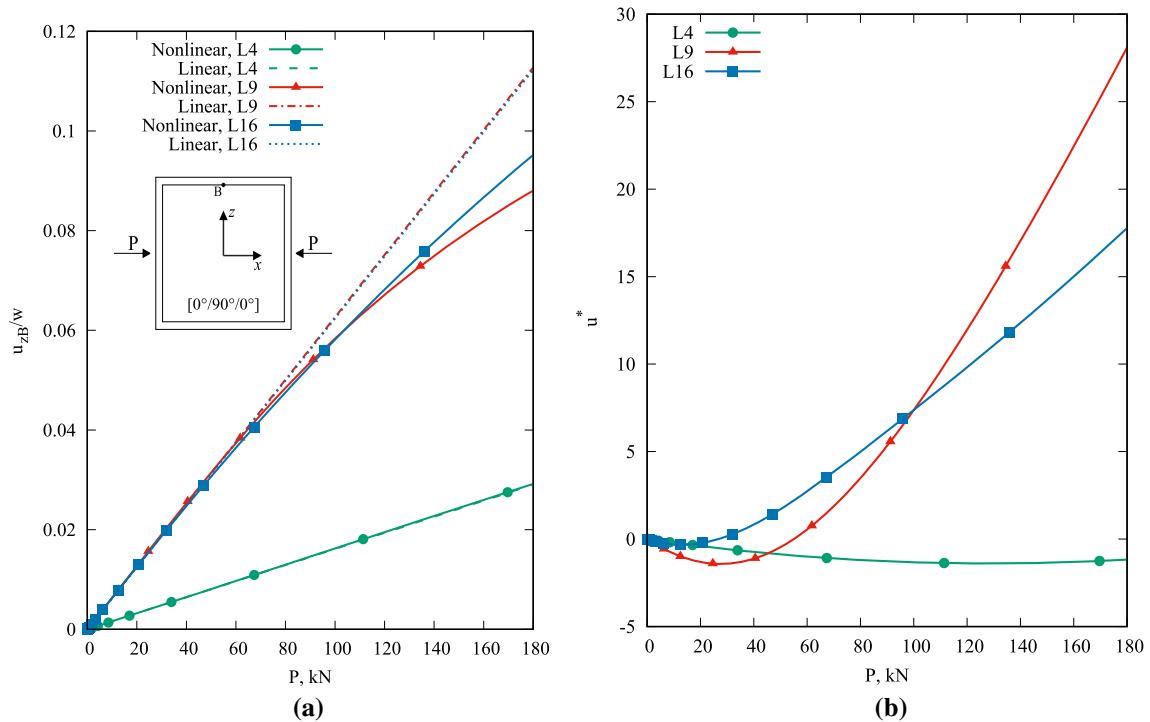 0.12
0.1
0.08
0.06
0.04
0.02
0
u_zB/w
Nonlinear, L4
Linear, L4
Nonlinear, L9
Linear, L9
Nonlinear, L16
Linear, L16
B
z
P
P
x
[0°/90°/0°]
0 20 40 60 80 100 120 140 160 180
P, kN
(a)
30
25
20
15
10
5
0
-5
u*
L4
L9
L16
0 20 40 60 80 100 120 140 160 180
P, kN
(b)